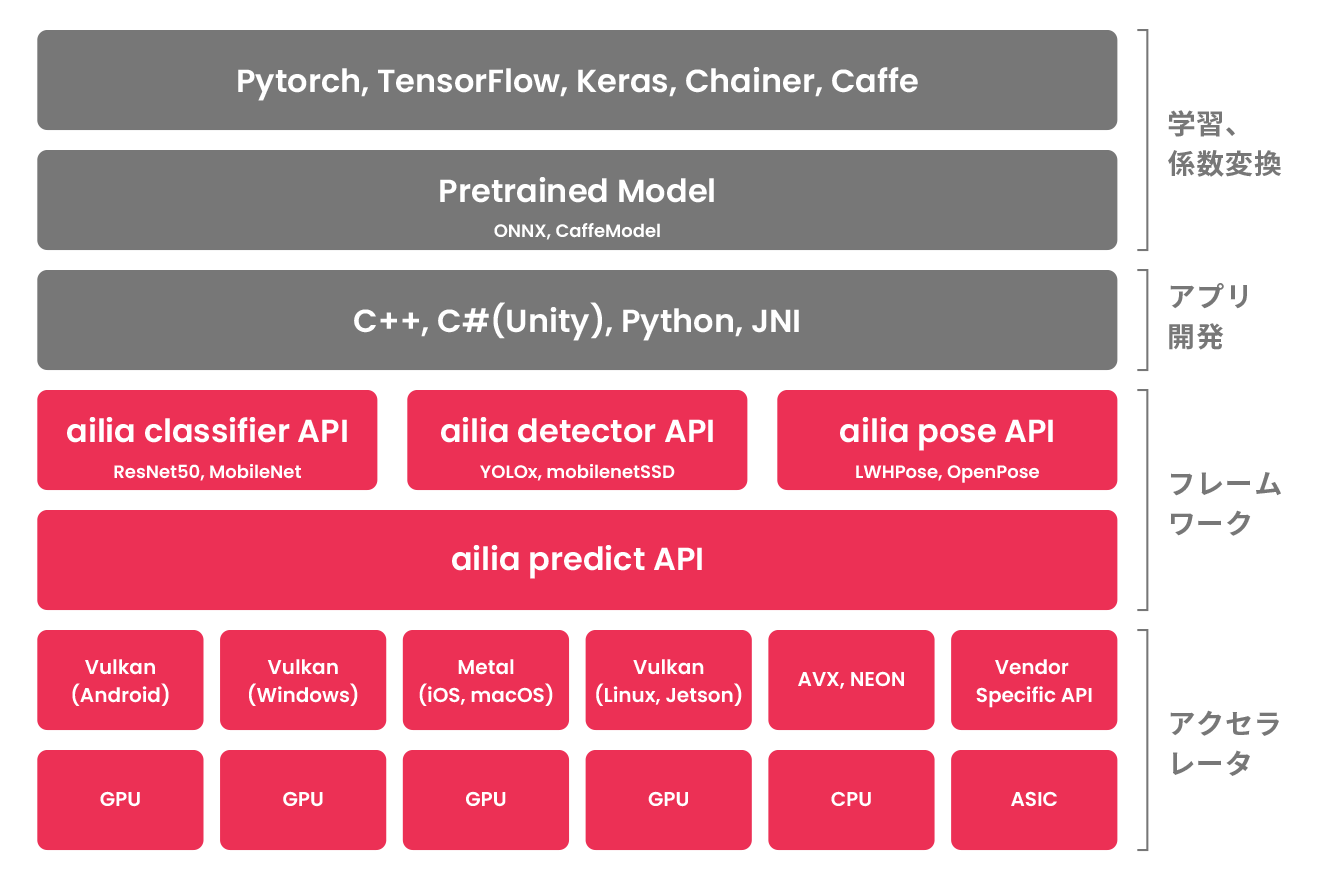 Pytorch, TensorFlow, Keras, Chainer, Caffe
Pretrained Model
ONNX, CaffeModel
学習、
係数変換
C++, C#(Unity), Python, JNI
アプリ
開発
ailia classifier API
ResNet50, MobileNet
ailia detector API
YOLOx, mobilenetSSD
ailia pose API
LWHPose, OpenPose
ailia predict API
フレーム
ワーク
Vulkan
(Android)
Vulkan
(Windows)
Metal
(iOS, macOS)
Vulkan
(Linux, Jetson)
AVX, NEON
Vendor
Specific API
GPU
GPU
GPU
GPU
CPU
ASIC
アクセラ
レータ